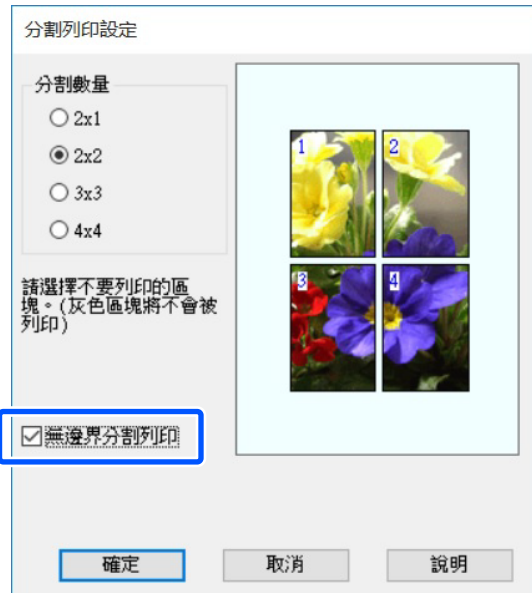 分割列印設定
分割數量
2x1
2x2
3x3
4x4
請選擇不要列印的區
塊。(灰色區塊將不會被
列印)
無邊界分割列印
1
2
3
4
確定
取消
說明